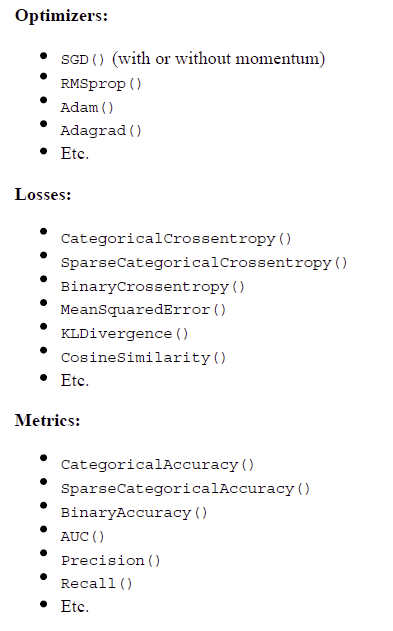 Optimizers:
• SGD() (with or without momentum)
• RMSprop()
• Adam()
• Adagrad()
• Etc.
Losses:
• CategoricalCrossentropy()
• SparseCategoricalCrossentropy()
• BinaryCrossentropy()
• MeanSquaredError()
• KLDivergence()
• CosineSimilarity()
• Etc.
Metrics:
• CategoricalAccuracy()
• SparseCategoricalAccuracy()
• BinaryAccuracy()
• AUC()
• Precision()
• Recall()
• Etc.